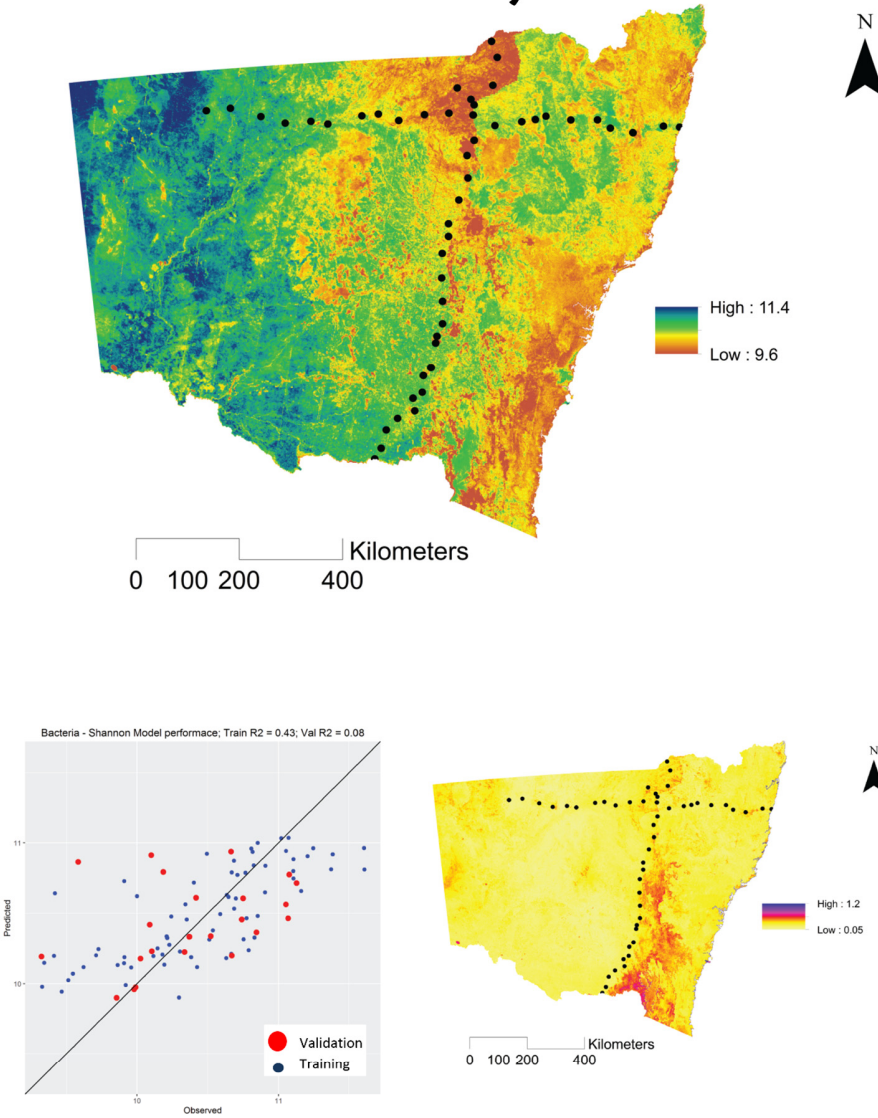 N
High : 11.4
Low : 9.6
Kilometers
0 100 200 400
Bacteria - Shannon Model performace; Train R2 = 0.43; Val R2 = 0.08
11
10
Predicted
10 11
Observed
Validation
Training
N
High : 1.2
Low : 0.05
Kilometers
0 100 200 400